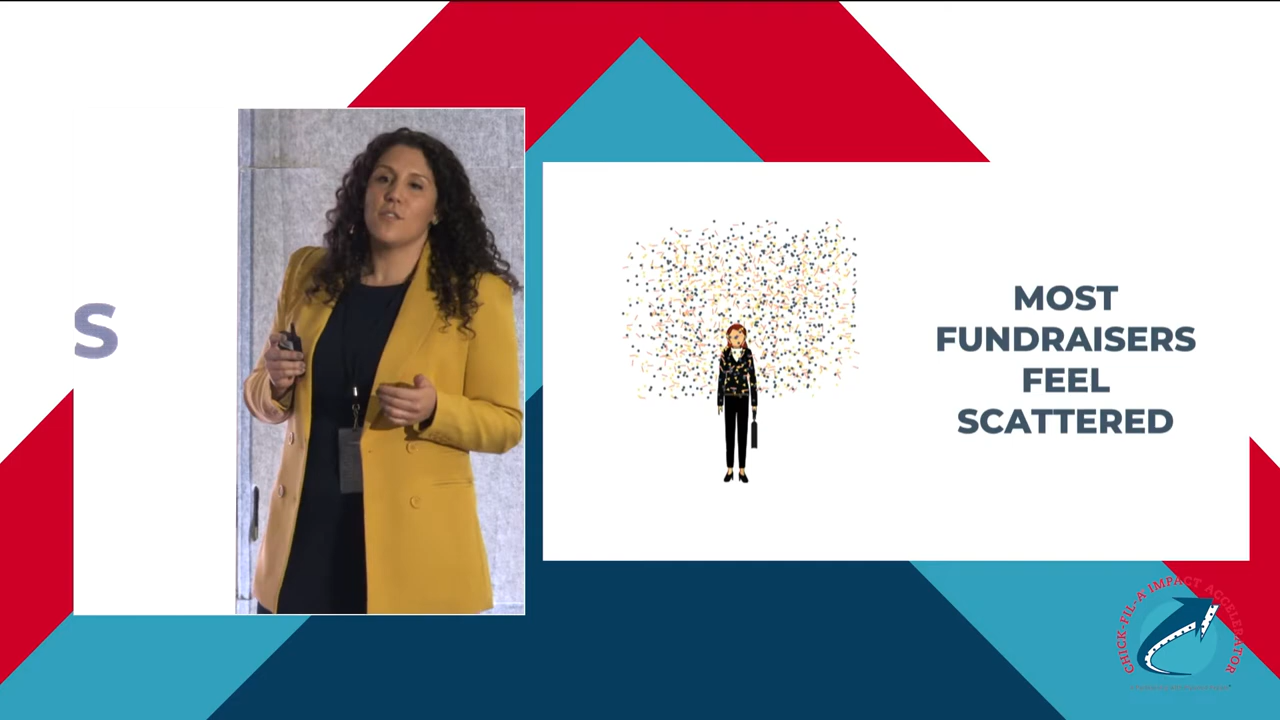 S
MOST
FUNDRAISERS
FEEL
SCATTERED
CHICK-FIL-A® IMPACT ACCELERATOR